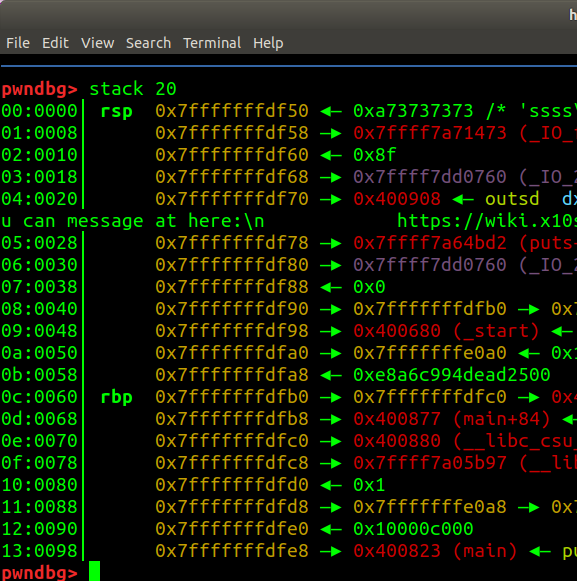 File Edit View Search Terminal Help
pwndbg> stack 20
00:0000│ rsp 0x7fffffffdf50 ◂— 0xa73737373 /* 'ssss\
01:0008│ 0x7fffffffdf58 —▸ 0x7ffff7a71473 (_IO_
02:0010│ 0x7fffffffdf60 ◂— 0x8f
03:0018│ 0x7fffffffdf68 —▸ 0x7ffff7dd0760 (_IO_2
04:0020│ 0x7fffffffdf70 —▸ 0x400908 ◂— outsd dx
u can message at here:\n https://wiki.x10s
05:0028│ 0x7fffffffdf78 —▸ 0x7ffff7a64bd2 (puts+
06:0030│ 0x7fffffffdf80 —▸ 0x7ffff7dd0760 (_IO_2
07:0038│ 0x7fffffffdf88 ◂— 0x0
08:0040│ 0x7fffffffdf90 —▸ 0x7fffffffdfb0 —▸ 0x7
09:0048│ 0x7fffffffdf98 —▸ 0x400680 (_start) ◂—
0a:0050│ 0x7fffffffdfa0 —▸ 0x7fffffffe0a0 ◂— 0x1
0b:0058│ 0x7fffffffdfa8 ◂— 0xe8a6c994dead2500
0c:0060│ rbp 0x7fffffffdfb0 —▸ 0x7fffffffdfc0 —▸ 0x4
0d:0068│ 0x7fffffffdfb8 —▸ 0x400877 (main+84) ◂—
0e:0070│ 0x7fffffffdfc0 —▸ 0x400880 (__libc_csu_
0f:0078│ 0x7fffffffdfc8 —▸ 0x7ffff7a05b97 (__lib
10:0080│ 0x7fffffffdfd0 ◂— 0x1
11:0088│ 0x7fffffffdfd8 —▸ 0x7fffffffe0a8 —▸ 0x7
12:0090│ 0x7fffffffdfe0 ◂— 0x10000c000
13:0098│ 0x7fffffffdfe8 —▸ 0x400823 (main) ◂— pu
pwndbg>